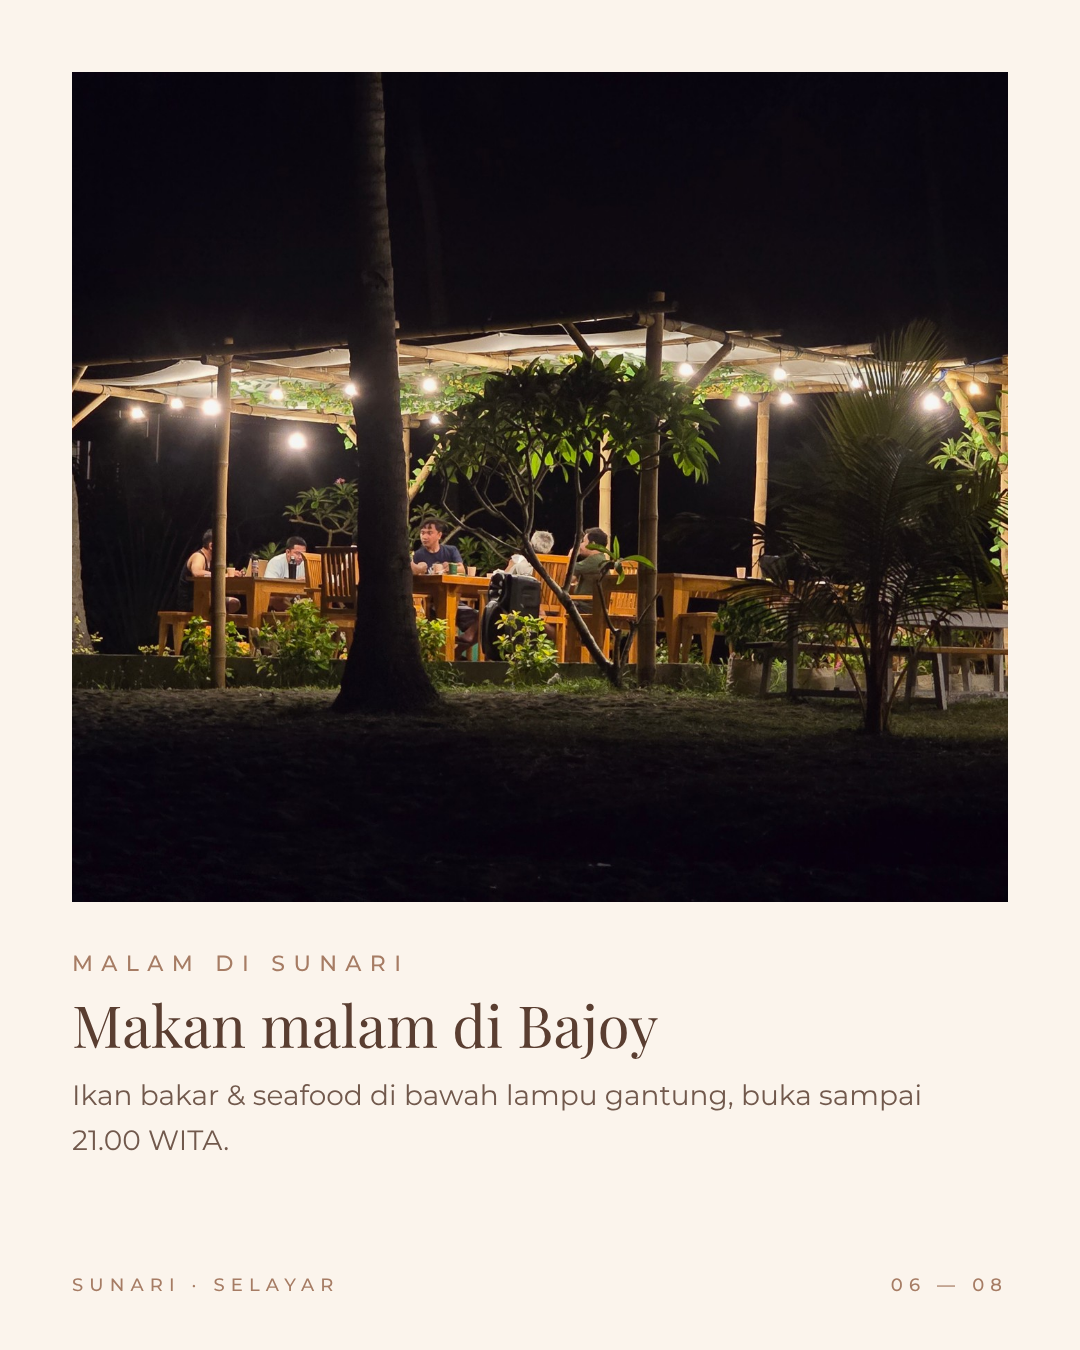 MALAM DI SUNARI
Makan malam di Bajoy
Ikan bakar & seafood di bawah lampu gantung, buka sampai
21.00 WITA.
SUNARI · SELAYAR
06 — 08